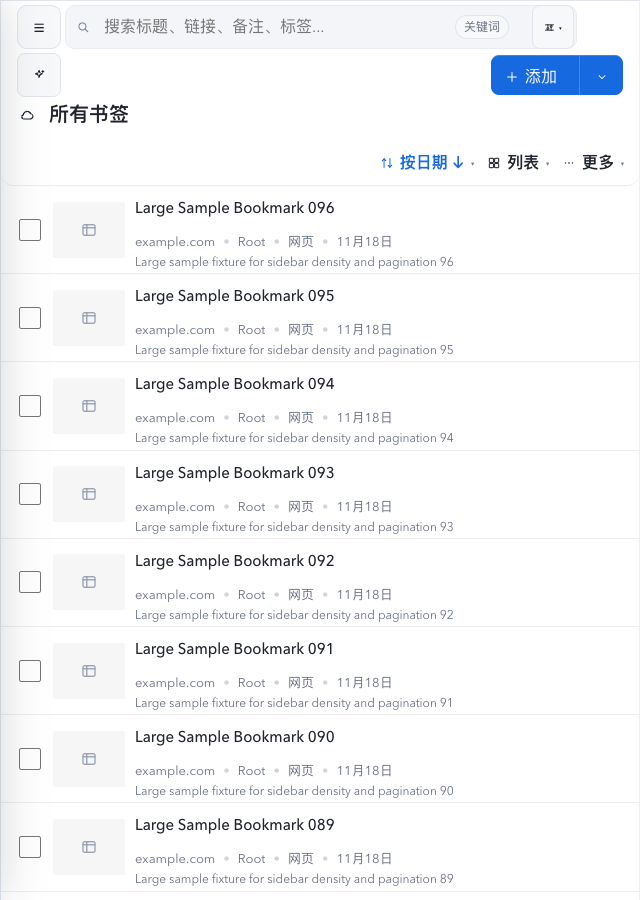 搜索标题、链接、备注、标签...
关键词
添加
所有书签
按日期
列表
更多
Large Sample Bookmark 096
example.com • Root • 网页 • 11月18日
Large sample fixture for sidebar density and pagination 96
Large Sample Bookmark 095
example.com • Root • 网页 • 11月18日
Large sample fixture for sidebar density and pagination 95
Large Sample Bookmark 094
example.com • Root • 网页 • 11月18日
Large sample fixture for sidebar density and pagination 94
Large Sample Bookmark 093
example.com • Root • 网页 • 11月18日
Large sample fixture for sidebar density and pagination 93
Large Sample Bookmark 092
example.com • Root • 网页 • 11月18日
Large sample fixture for sidebar density and pagination 92
Large Sample Bookmark 091
example.com • Root • 网页 • 11月18日
Large sample fixture for sidebar density and pagination 91
Large Sample Bookmark 090
example.com • Root • 网页 • 11月18日
Large sample fixture for sidebar density and pagination 90
Large Sample Bookmark 089
example.com • Root • 网页 • 11月18日
Large sample fixture for sidebar density and pagination 89